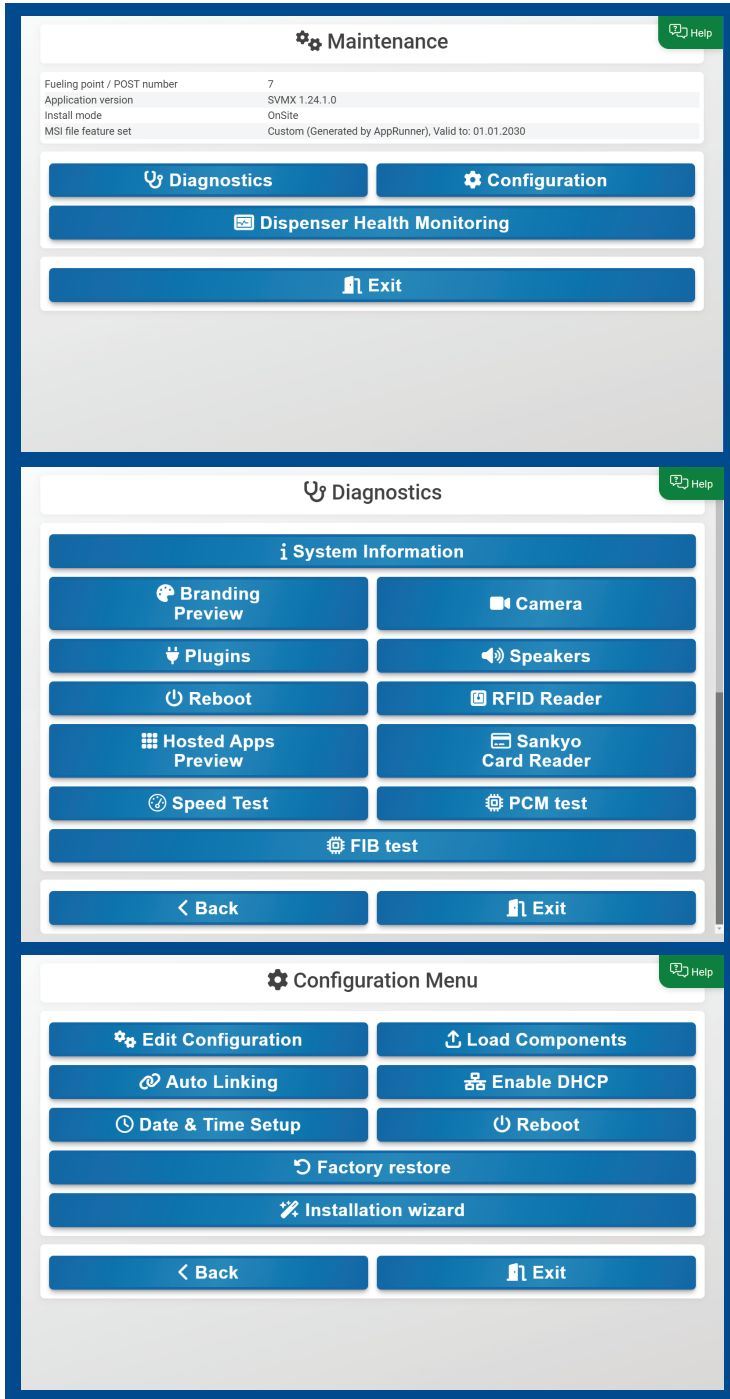 Maintenance
Help
Fueling point / POST number 7
Application version SVMX 1.24.1.0
Install mode OnSite
MSI file feature set Custom (Generated by AppRunner), Valid to: 01.01.2030
Diagnostics Configuration
Dispenser Health Monitoring
Exit
Diagnostics
Help
System Information
Branding
Preview
Camera
Plugins Speakers
Reboot RFID Reader
Hosted Apps
Preview
Sankyo
Card Reader
Speed Test PCM test
FIB test
Back Exit
Configuration Menu
Help
Edit Configuration Load Components
Auto Linking Enable DHCP
Date & Time Setup Reboot
Factory restore
Installation wizard
Back Exit